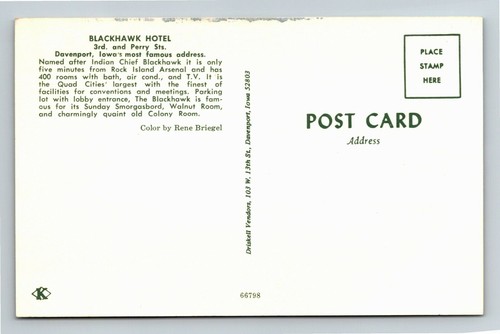 BLACKHAWK HOTEL
3rd. and Perry Sts.
Davenport, Iowa's most famous address.
Named after Indian Chief Blackhawk it is only
five minutes from Rock Island Arsenal and has
400 rooms with bath, air cond., and T.V. It is
the Quad Cities' largest with the finest of
facilities for conventions and meetings. Parking
lot with lobby entrance, The Blackhawk is fam-
ous for its Sunday Smorgasbord, Walnut Room,
and charmingly quaint old Colony Room.
Color by Rene Briegel
K
Driskell Vendors, 103 W. 13th St., Davenport, Iowa 52803
66798
PLACE
STAMP
HERE
POST CARD
Address